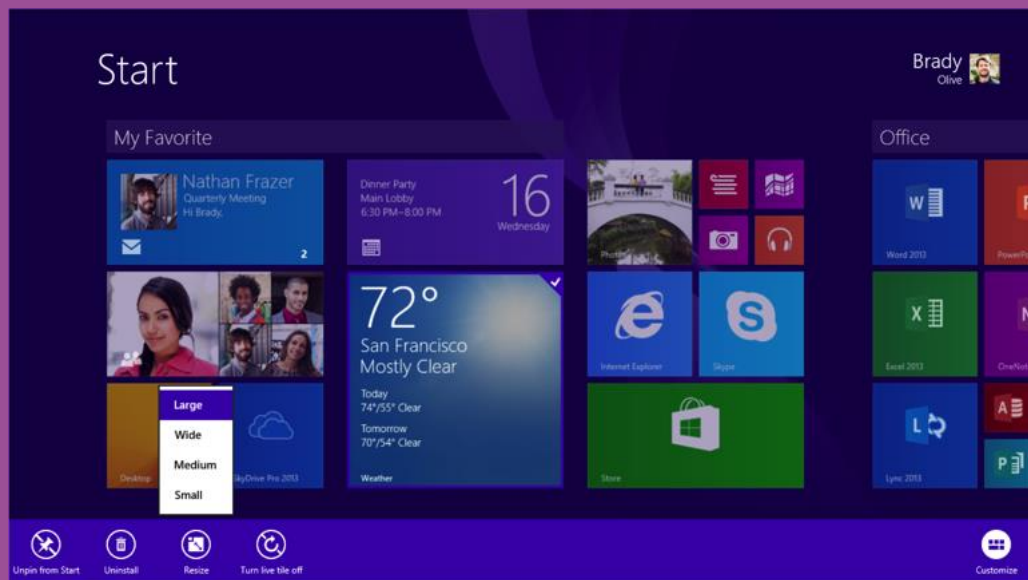 Start
Brady
Olive
My Favorite
Office
Nathan Frazer
Quarterly Meeting
Hi Brady,
2
Dinner Party
Main Lobby
6:30 PM–8:00 PM
16
Wednesday
Photos
Word 2013
PowerPo
72°
San Francisco
Mostly Clear
Today
74°/55° Clear
Tomorrow
70°/54° Clear
Weather
Internet Explorer
Skype
Excel 2013
OneNot
Desktop
SkyDrive Pro 2013
Large
Wide
Medium
Small
Store
Lync 2013
Unpin from Start
Uninstall
Resize
Turn live tile off
Customize